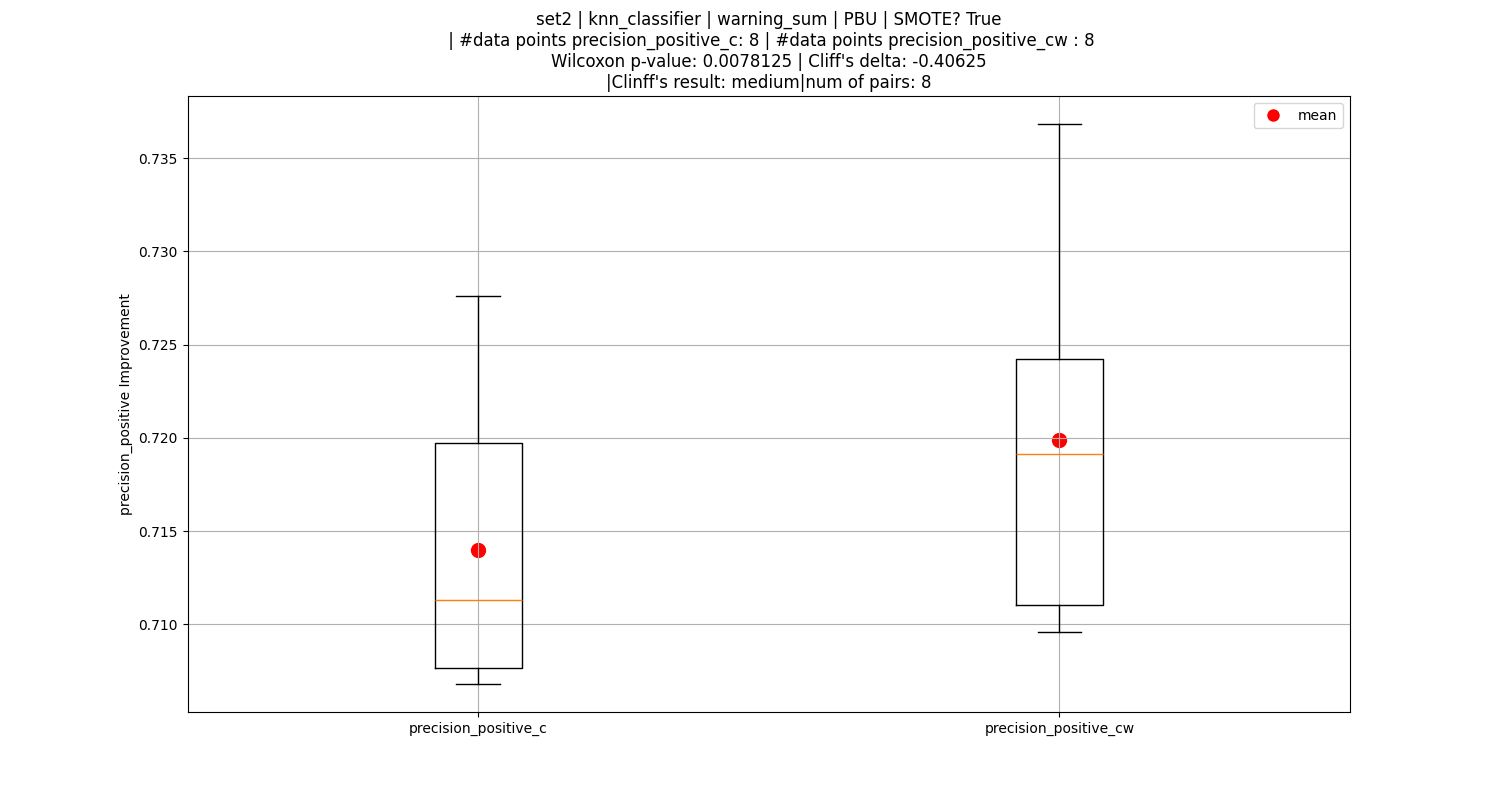 set2 | knn_classifier | warning_sum | PBU | SMOTE? True
| #data points precision_positive_c: 8 | #data points precision_positive_cw : 8
Wilcoxon p-value: 0.0078125 | Cliff's delta: -0.40625
|Clinff's result: medium|num of pairs: 8
mean
0.735
0.730
0.725
0.720
0.715
0.710
precision_positive Improvement
precision_positive_c
precision_positive_cw